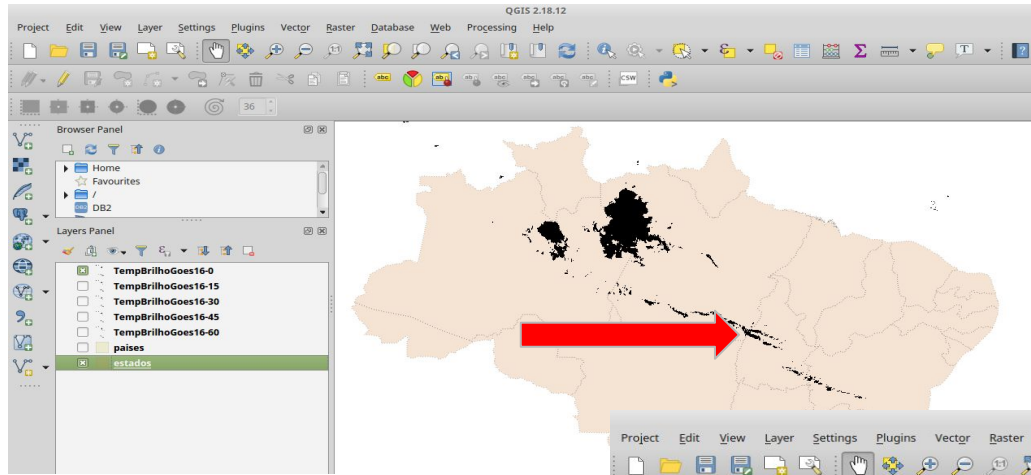 QGIS 2.18.12
Project Edit View Layer Settings Plugins Vector Raster Database Web Processing Help
abc
36
CSW
Browser Panel
Home
Favourites
/
DB2
Layers Panel
TempBrilhoGoes16-0
TempBrilhoGoes16-15
TempBrilhoGoes16-30
TempBrilhoGoes16-45
TempBrilhoGoes16-60
paises
estados
Project Edit View Layer Settings Plugins Vector Raster